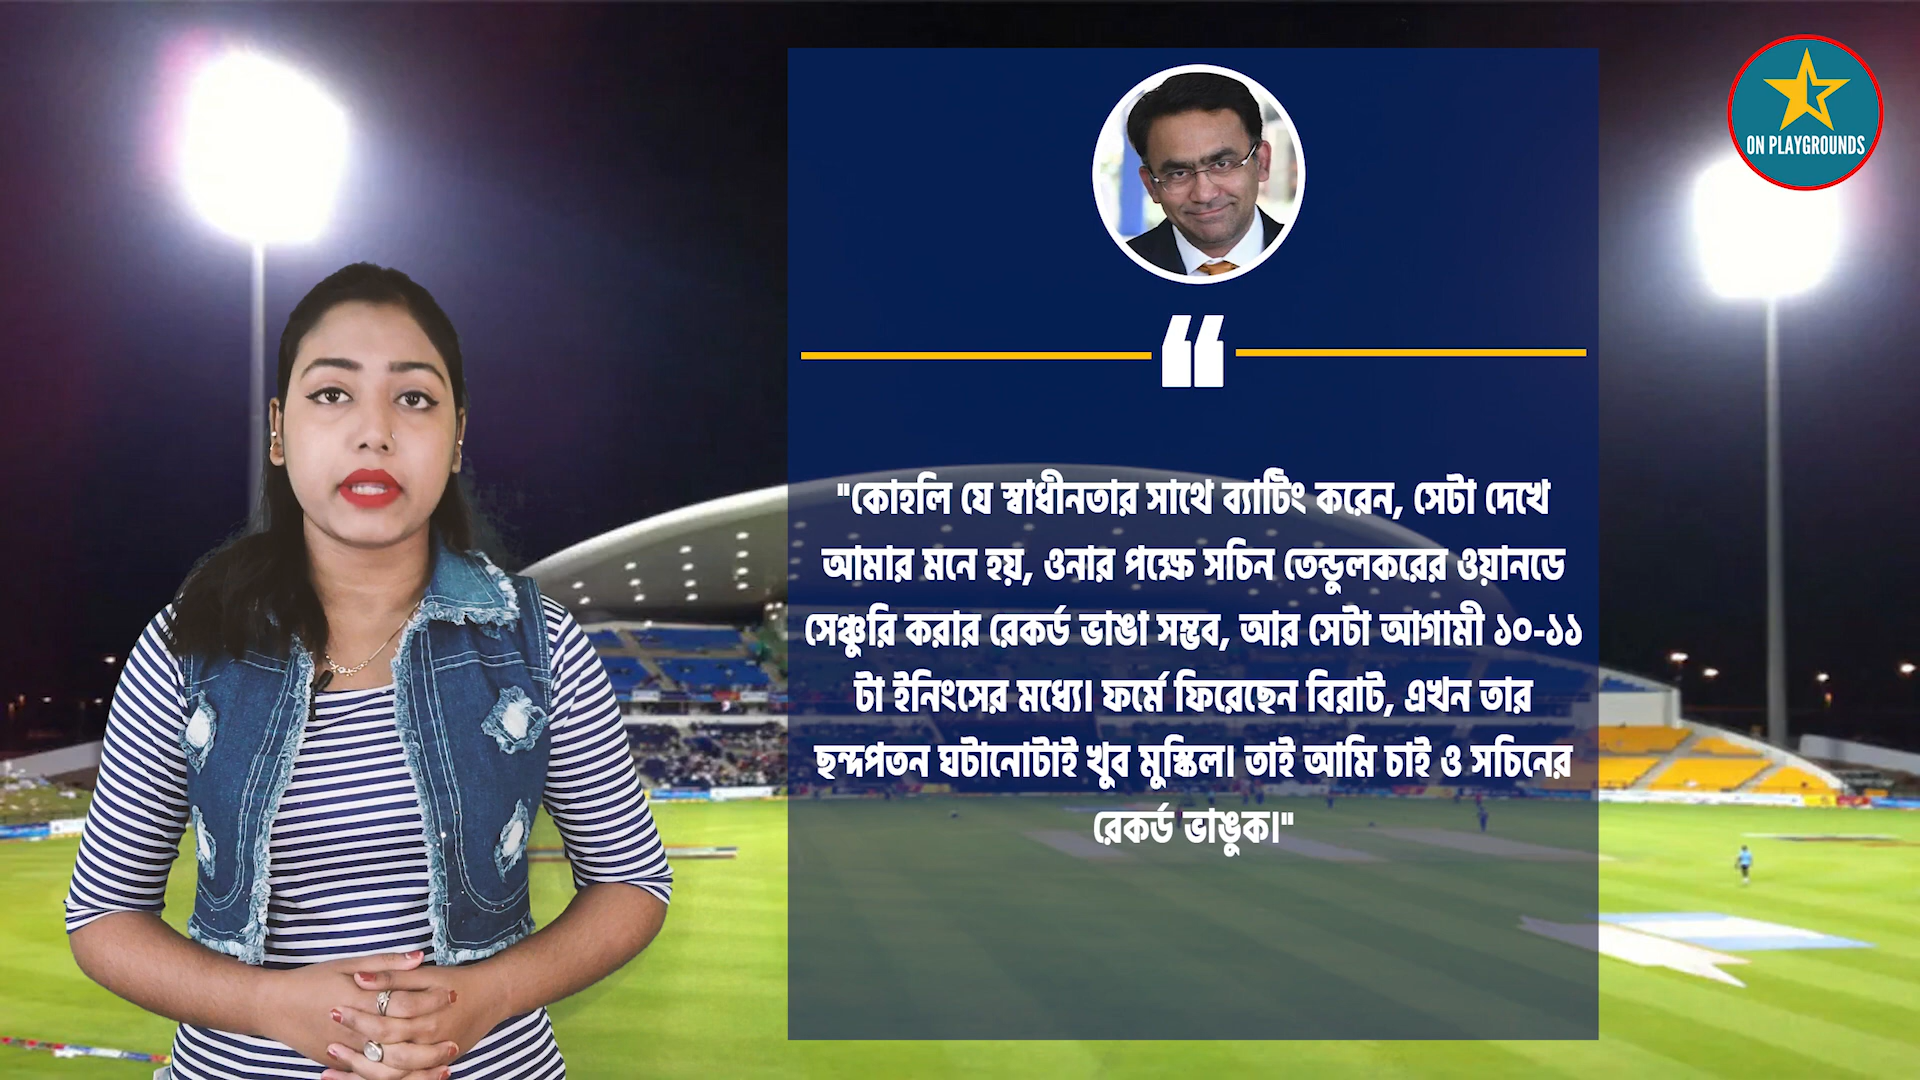 ON PLAYGROUNDS
"কোহলি যে স্বাধীনতার সাথে ব্যাটিং করেন, সেটা দেখে
আমার মনে হয়, ওনার পক্ষে সচিন তেন্ডুলকরের ওয়ানডে
সেঞ্চুরি করার রেকর্ড ভাঙা সম্ভব, আর সেটা আগামী ১০-১১
টা ইনিংসের মধ্যে। ফর্মে ফিরেছেন বিরাট, এখন তার
ছন্দপতন ঘটানোটাই খুব মুস্কিল। তাই আমি চাই ও সচিনের
রেকর্ড ভাঙুক।"